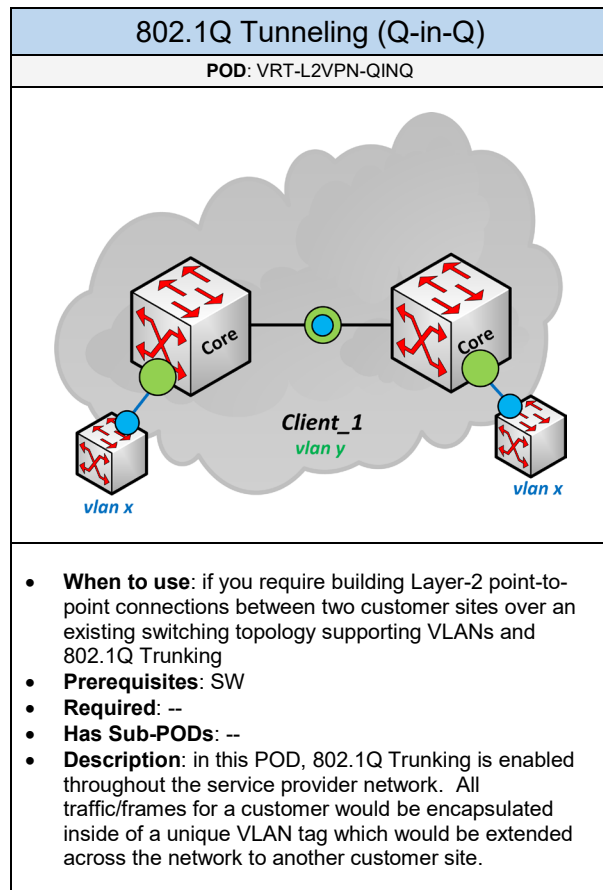 802.1Q Tunneling (Q-in-Q)
POD: VRT-L2VPN-QINQ
Core
Core
Client_1
vlan y
vlan x
vlan x
• When to use: if you require building Layer-2 point-to-
point connections between two customer sites over an
existing switching topology supporting VLANs and
802.1Q Trunking
• Prerequisites: SW
• Required: --
• Has Sub-PODs: --
• Description: in this POD, 802.1Q Trunking is enabled
throughout the service provider network.  All
traffic/frames for a customer would be encapsulated
inside of a unique VLAN tag which would be extended
across the network to another customer site.